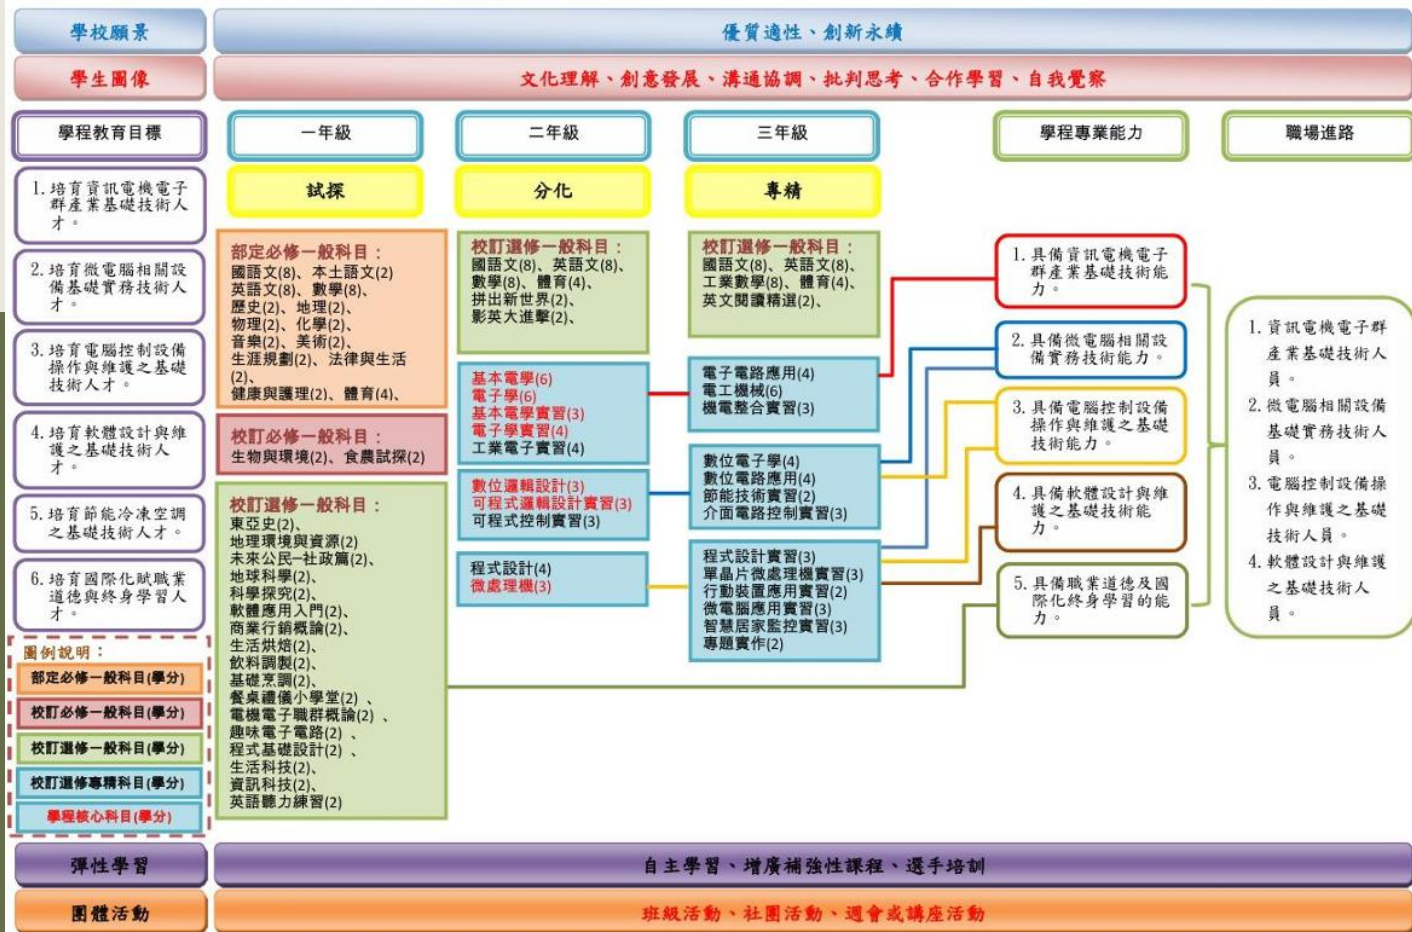 學校願景
優質適性、創新永續
學生圖像
文化理解、創意發展、溝通協調、批判思考、合作學習、自我覺察
學程教育目標
1. 培育資訊電機電子
群產業基礎技術人
才。
2. 培育微電腦相關設
備基礎實務技術人
才。
3. 培育電腦控制設備
操作與維護之基礎
技術人才。
4. 培育軟體設計與維
護之基礎技術人
才。
5. 培育節能冷凍空調
之基礎技術人才。
6. 培育國際化賦職業
道德與終身學習人
才。
圖例說明：
部定必修一般科目(學分)
校訂必修一般科目(學分)
校訂選修一般科目(學分)
校訂選修專精科目(學分)
學程核心科目(學分)
一年級
試探
部定必修一般科目：
國語文(8)、本土語文(2)
英語文(8)、數學(8)、
歷史(2)、地理(2)、
物理(2)、化學(2)、
音樂(2)、美術(2)、
生涯規劃(2)、法律與生活
(2)、
健康與護理(2)、體育(4)、
校訂必修一般科目：
生物與環境(2)、食農試探(2)
校訂選修一般科目：
東亞史(2)、
地理環境與資源(2)
未來公民–社政篇(2)、
地球科學(2)、
科學探究(2)、
軟體應用入門(2)、
商業行銷概論(2)、
生活烘焙(2)、
飲料調製(2)、
基礎烹調(2)、
餐桌禮儀小學堂(2) 、
電機電子職群概論(2) 、
趣味電子電路(2) 、
程式基礎設計(2) 、
生活科技(2)、
資訊科技(2)、
英語聽力練習(2)
二年級
分化
校訂選修一般科目：
國語文(8)、英語文(8)、
數學(8)、體育(4)、
拼出新世界(2)、
影英大進擊(2)、
基本電學(6)
電子學(6)
基本電學實習(3)
電子學實習(4)
工業電子實習(4)
數位邏輯設計(3)
可程式邏輯設計實習(3)
可程式控制實習(3)
程式設計(4)
微處理機(3)
三年級
專精
校訂選修一般科目：
國語文(8)、英語文(8)、
工業數學(8)、體育(4)、
英文閱讀精選(2)、
電子電路應用(4)
電工機械(6)
機電整合實習(3)
數位電子學(4)
數位電路應用(4)
節能技術實習(2)
介面電路控制實習(3)
程式設計實習(3)
單晶片微處理機實習(3)
行動裝置應用實習(2)
微電腦應用實習(3)
智慧居家監控實習(3)
專題實作(2)
學程專業能力
1. 具備資訊電機電子
群產業基礎技術能
力。
2. 具備微電腦相關設
備實務技術能力。
3. 具備電腦控制設備
操作與維護之基礎
技術能力。
4. 具備軟體設計與維
護之基礎技術能
力。
5. 具備職業道德及國
際化終身學習的能
力。
職場進路
1. 資訊電機電子群
產業基礎技術人
員。
2. 微電腦相關設備
基礎實務技術人
員。
3. 電腦控制設備操
作與維護之基礎
技術人員。
4. 軟體設計與維護
之基礎技術人
員。
彈性學習
自主學習、增廣補強性課程、選手培訓
團體活動
班級活動、社團活動、週會或講座活動